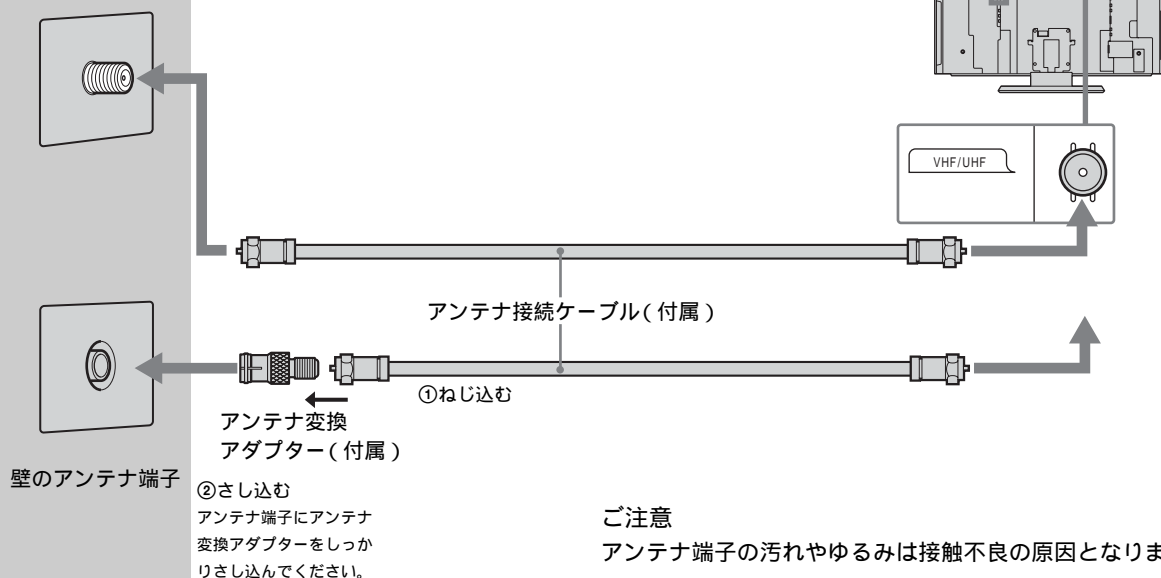 VHF/UHF
アンテナ接続ケーブル(付属)
①ねじ込む
アンテナ変換
アダプター(付属)
壁のアンテナ端子
②さし込む
アンテナ端子にアンテナ
変換アダプターをしっか
りさし込んでください。
ご注意
アンテナ端子の汚れやゆるみは接触不良の原因となりま